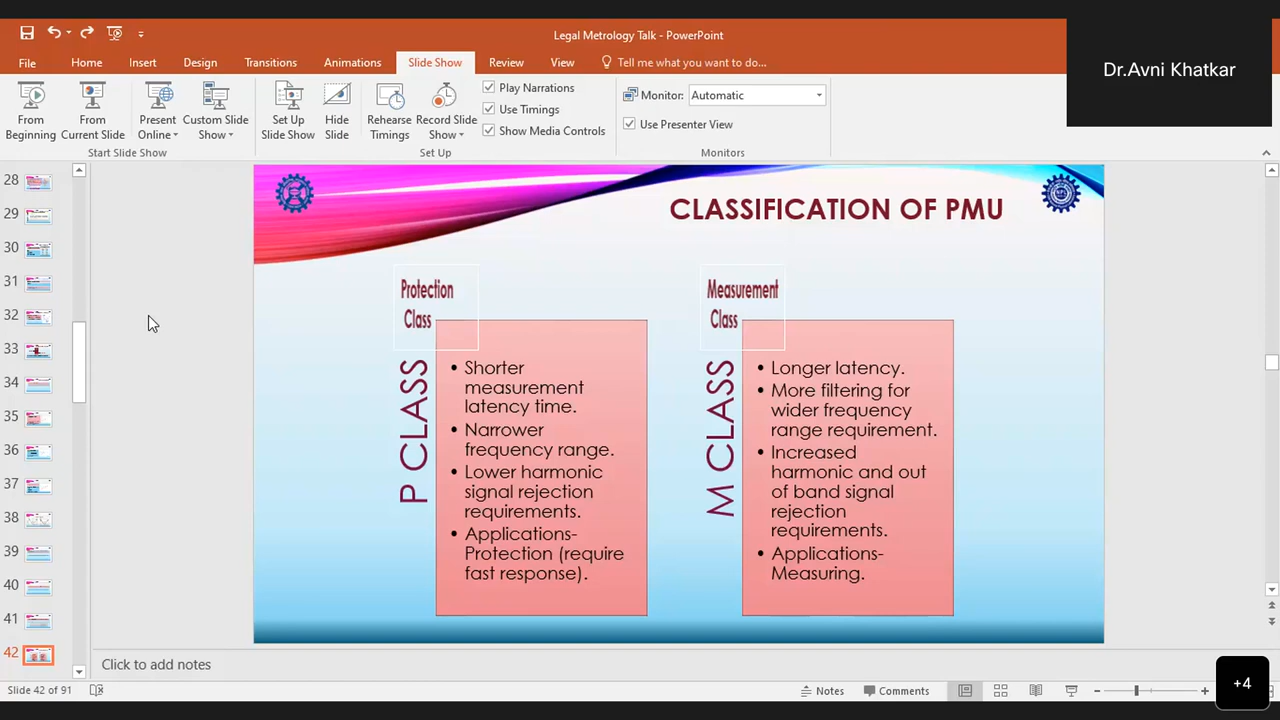 Legal Metrology Talk - PowerPoint
Dr.Avni Khatkar
File Home Insert Design Transitions Animations Slide Show Review View Tell me what you want to do...
From Beginning
From Current Slide
Present Online
Custom Slide Show
Start Slide Show
Set Up Slide Show
Hide Slide
Rehearse Timings
Record Slide Show
Play Narrations
Use Timings
Show Media Controls
Set Up
Monitor: Automatic
Use Presenter View
Monitors
28
29
30
31
32
33
34
35
36
37
38
39
40
41
42
CLASSIFICATION OF PMU
Protection
Class
P CLASS
• Shorter
measurement
latency time.
• Narrower
frequency range.
• Lower harmonic
signal rejection
requirements.
• Applications-
Protection (require
fast response).
Measurement
Class
M CLASS
• Longer latency.
• More filtering for
wider frequency
range requirement.
• Increased
harmonic and out
of band signal
rejection
requirements.
• Applications-
Measuring.
Click to add notes
Slide 42 of 91
Notes Comments
+4